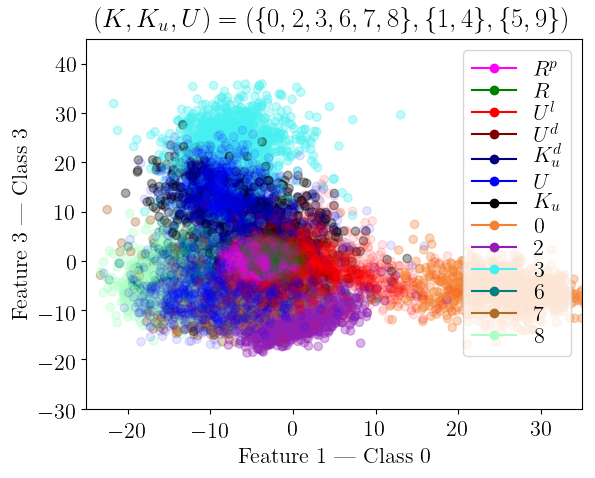 (K, K_u, U) = ({0, 2, 3, 6, 7, 8}, {1, 4}, {5, 9})
Feature 3 — Class 3
40
30
20
10
0
−10
−20
−30
R^p
R
U^l
U^d
K_u^d
U
K_u
0
2
3
6
7
8
−20
−10
0
10
20
30
Feature 1 — Class 0